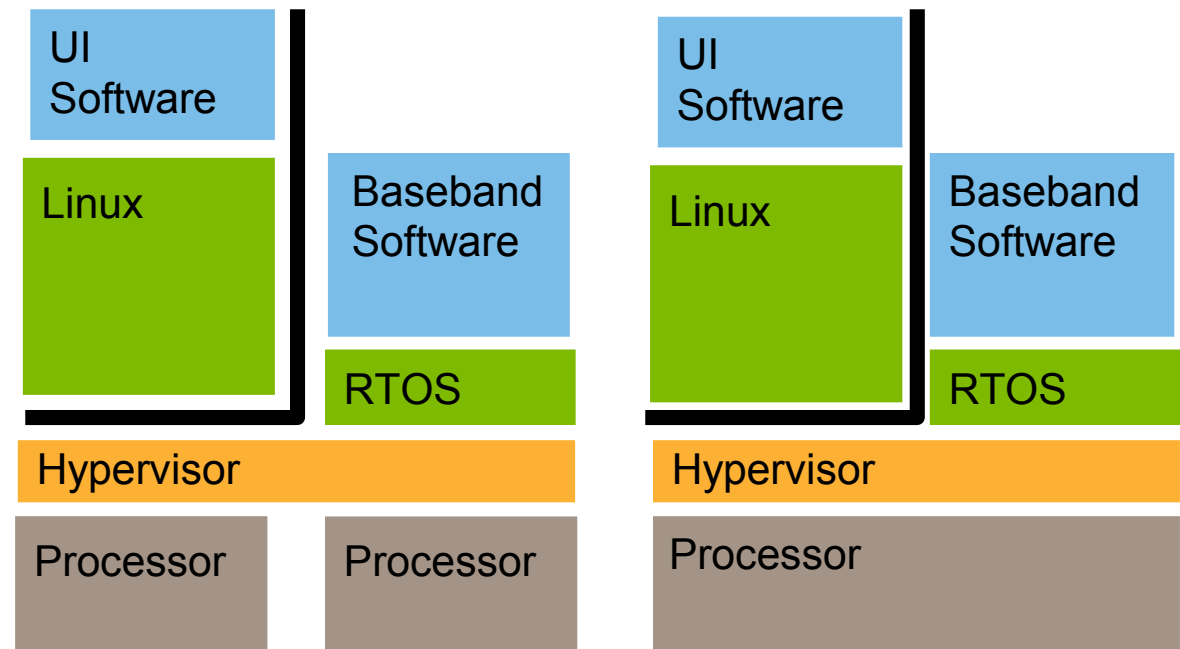 UI
Software
Linux
Baseband
Software
RTOS
Hypervisor
Processor
Processor
UI
Software
Linux
Baseband
Software
RTOS
Hypervisor
Processor